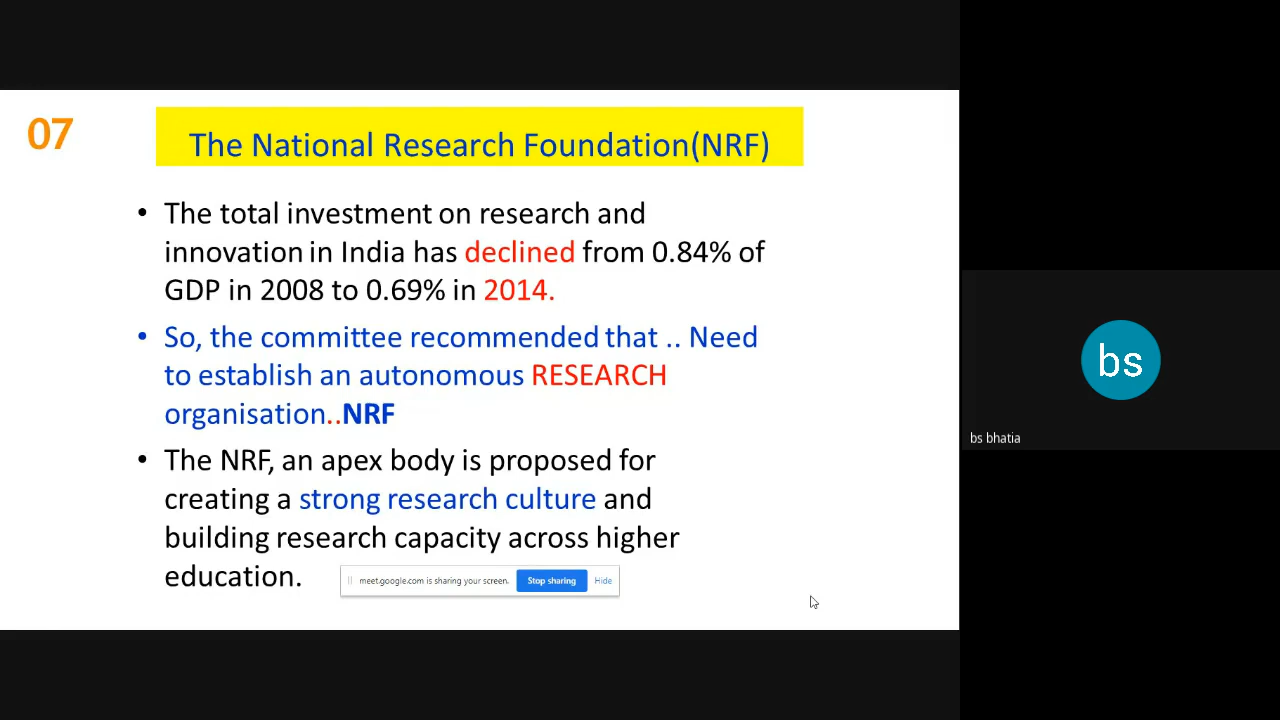 07
The National Research Foundation(NRF)
• The total investment on research and
innovation in India has declined from 0.84% of
GDP in 2008 to 0.69% in 2014.
• So, the committee recommended that .. Need
to establish an autonomous RESEARCH
organisation..NRF
• The NRF, an apex body is proposed for
creating a strong research culture and
building research capacity across higher
education.
meet.google.com is sharing your screen. Stop sharing Hide
bs
bs bhatia